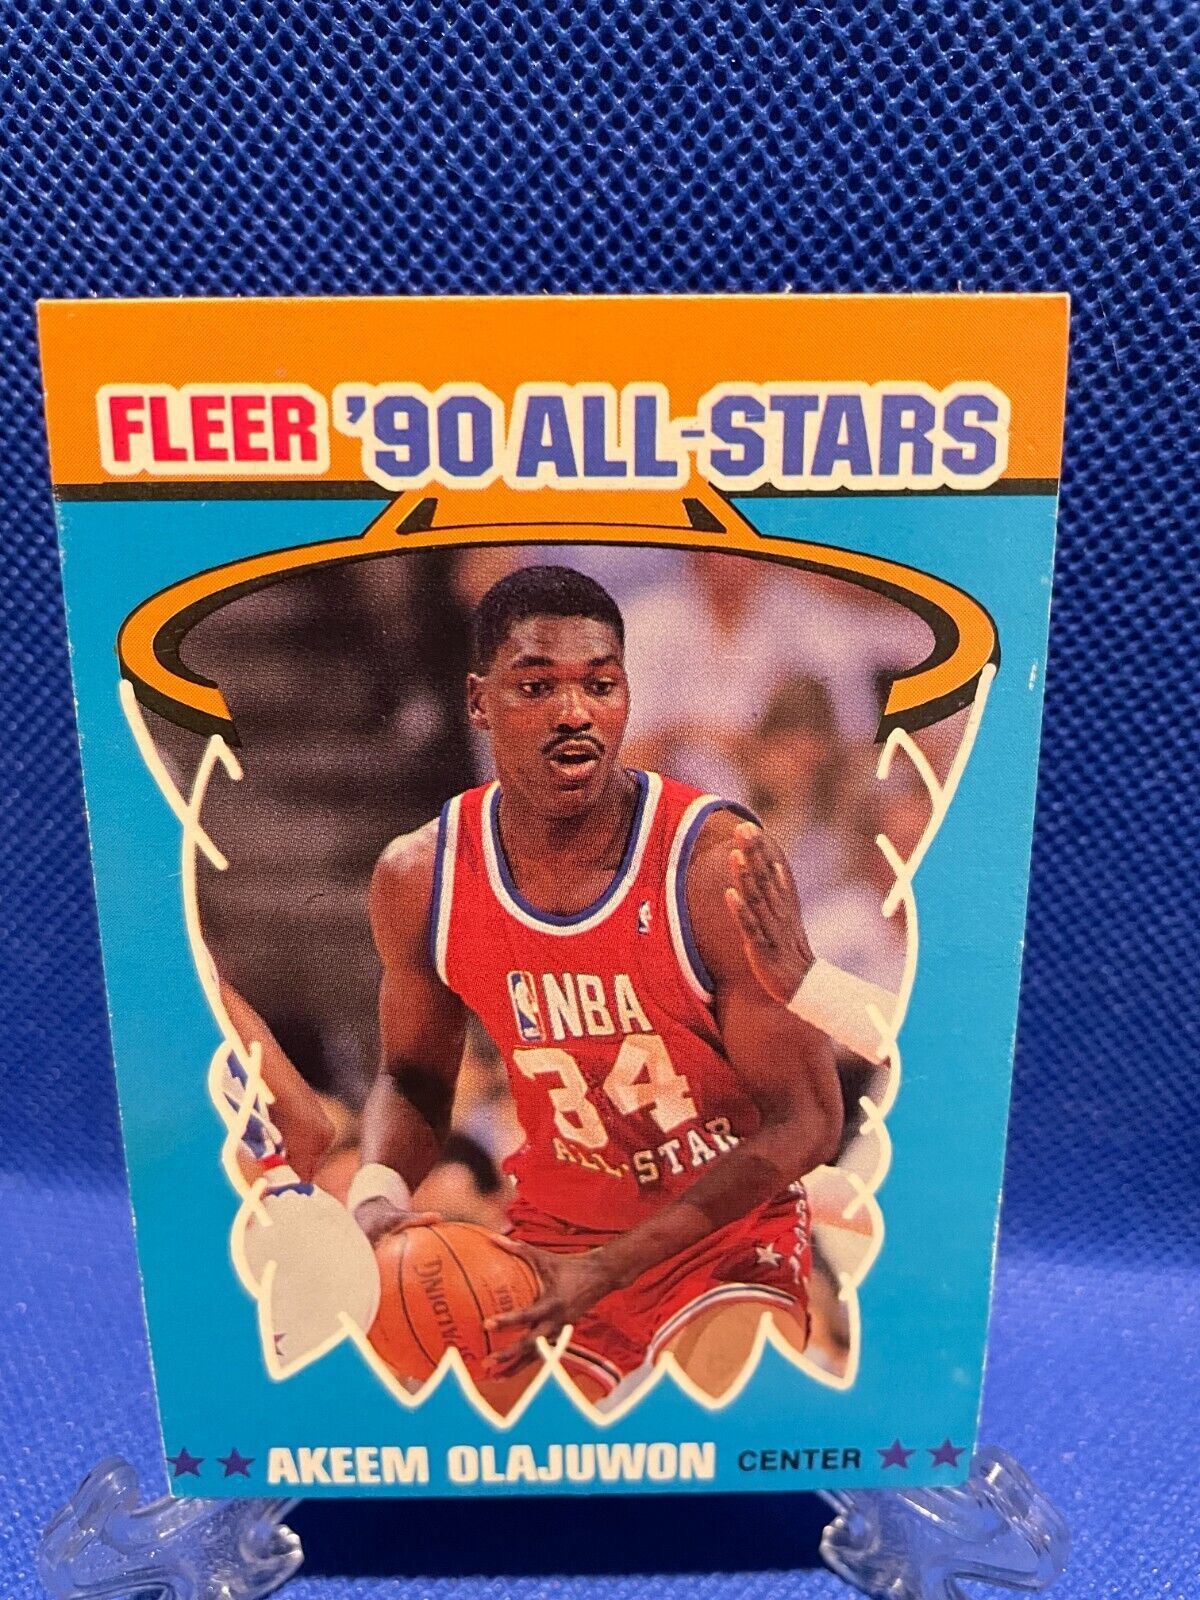 FLEER '90 ALL-STARS
NBA
34
ALL-STAR
SPALDING
AKEEM OLAJUWON CENTER